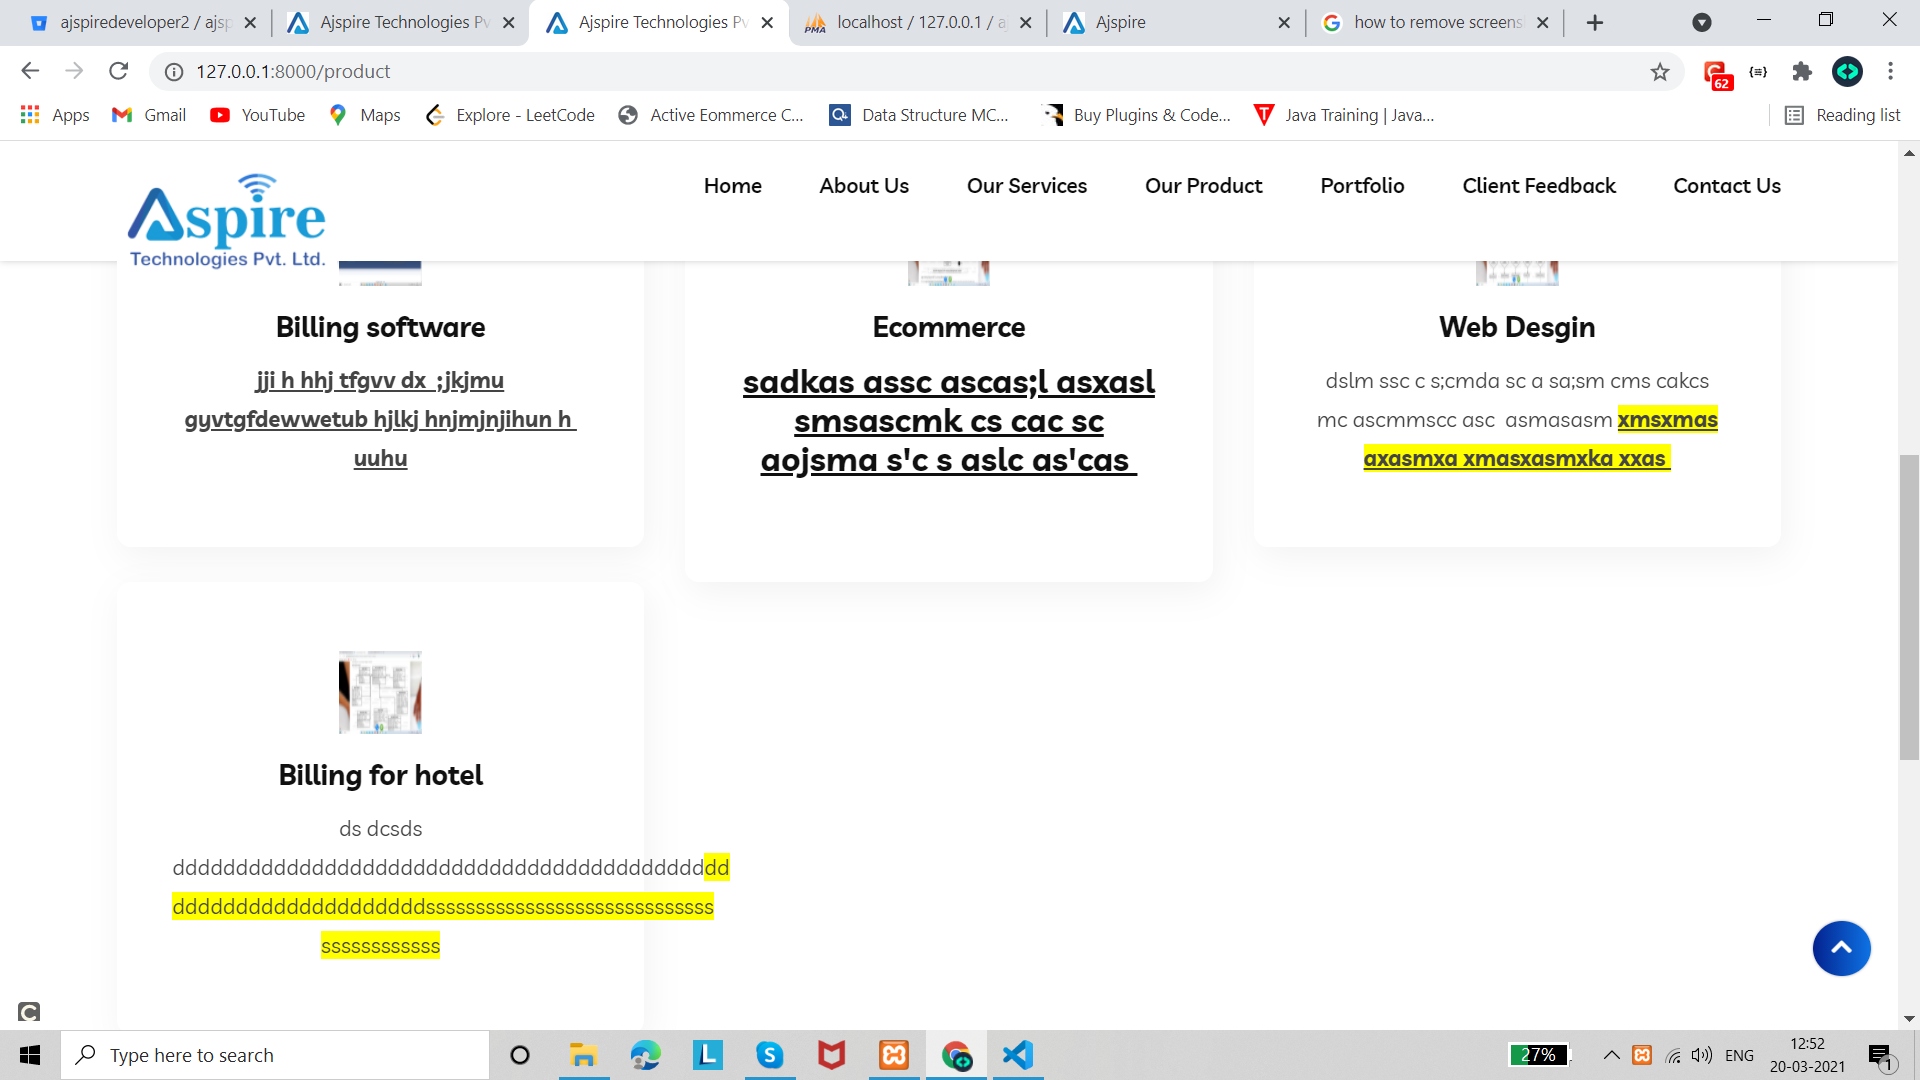 ajspiredeveloper2 / ajsp
Ajspire Technologies Pv
Ajspire Technologies Pv
localhost / 127.0.0.1 / aj
Ajspire
how to remove screens
127.0.0.1:8000/product
62
Apps
Gmail
YouTube
Maps
Explore - LeetCode
Active Eommerce C...
Data Structure MC...
Buy Plugins & Code...
Java Training | Java...
Reading list
Aspire
Technologies Pvt. Ltd.
Home
About Us
Our Services
Our Product
Portfolio
Client Feedback
Contact Us
Billing software
jji h hhj tfgvv dx ;jkjmu
gyvtgfdewwetub hjlkj hnjmjnjihun h
uuhu
Ecommerce
sadkas assc ascas;l asxasl
smsascmk cs cac sc
aojsma s'c s aslc as'cas
Web Desgin
dslm ssc c s;cmda sc a sa;sm cms cakcs
mc ascmmscc asc asmasasm xmsxmas
axasmxa xmasxasmxka xxas
Billing for hotel
ds dcsds
dddddddddddddddddddddddddddddddddddddddddddd
ddddddddddddddddddddsssssssssssssssssssssssssssss
ssssssssssss
Type here to search
27%
ENG
12:52
20-03-2021
1